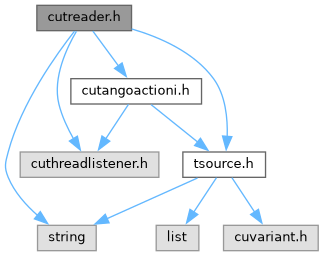 cutreader.h
cutangoactioni.h
cuthreadlistener.h
tsource.h
string
list
cuvariant.h